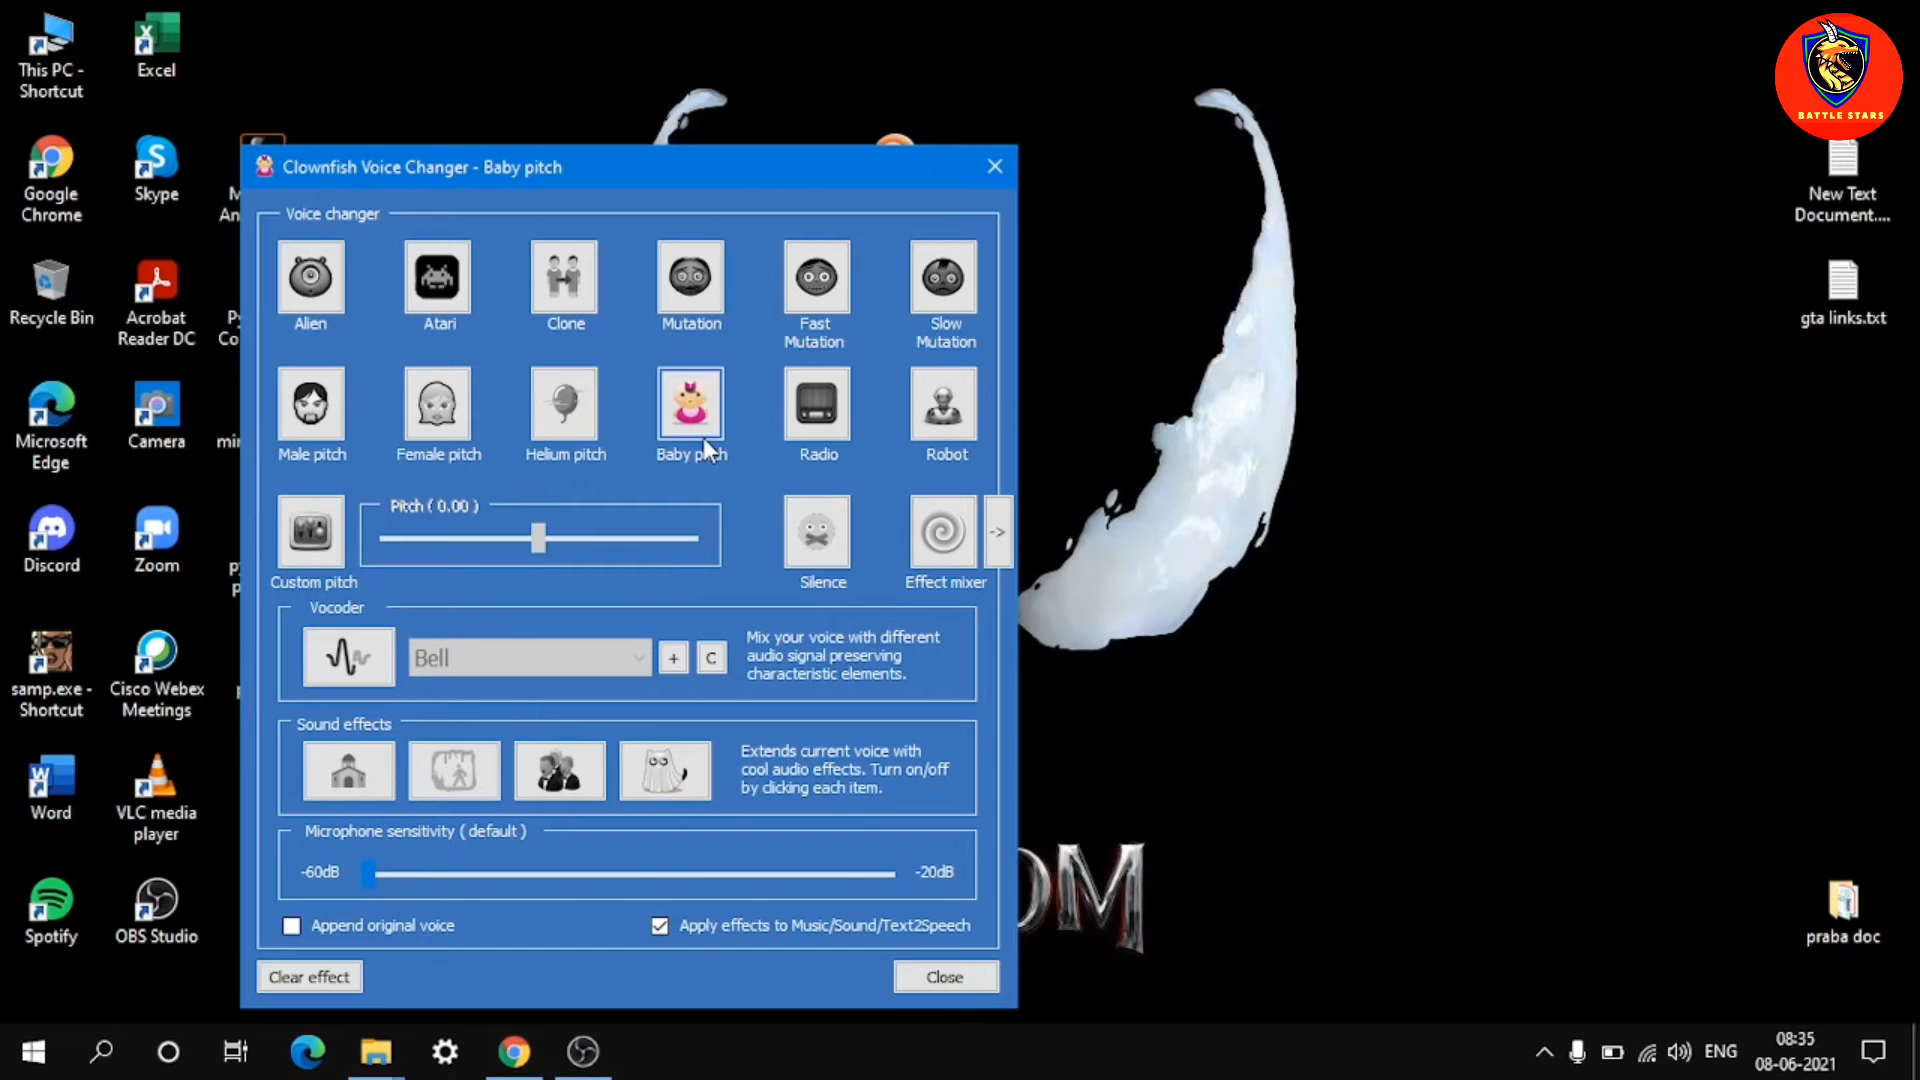 This PC -
Shortcut
Excel
BATTLE STARS
Google
Chrome
Skype
M
An
New Text
Document....
Recycle Bin
Acrobat
Reader DC
gta links.txt
Microsoft
Edge
Camera
Discord
Zoom
samp.exe -
Shortcut
Cisco Webex
Meetings
Word
VLC media
player
Spotify
OBS Studio
praba doc
Clownfish Voice Changer - Baby pitch
Voice changer
Alien
Atari
Clone
Mutation
Fast
Mutation
Slow
Mutation
Male pitch
Female pitch
Helium pitch
Baby pitch
Radio
Robot
Pitch ( 0.00 )
->
Custom pitch
Silence
Effect mixer
Vocoder
Bell
+
C
Mix your voice with different
audio signal preserving
characteristic elements.
Sound effects
Extends current voice with
cool audio effects. Turn on/off
by clicking each item.
Microphone sensitivity ( default )
-60dB
-20dB
Append original voice
Apply effects to Music/Sound/Text2Speech
Clear effect
Close
OM
ENG
08:35
08-06-2021